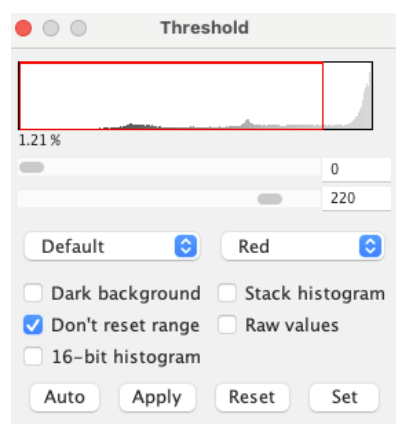 Threshold
1.21 %
0
220
Default Red
Dark background Stack histogram
Don't reset range Raw values
16-bit histogram
Auto Apply Reset Set